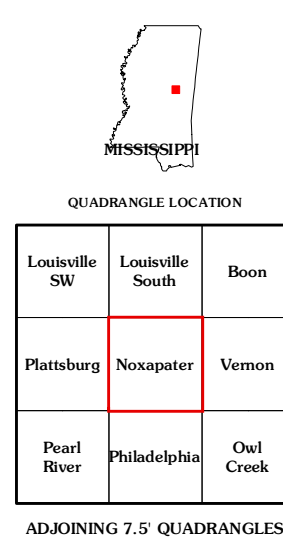 MISSISSIPPI
QUADRANGLE LOCATION
Louisville
SW
Louisville
South
Boon
Plattsburg
Noxapater
Vernon
Pearl
River
Philadelphia
Owl
Creek
ADJOINING 7.5' QUADRANGLES